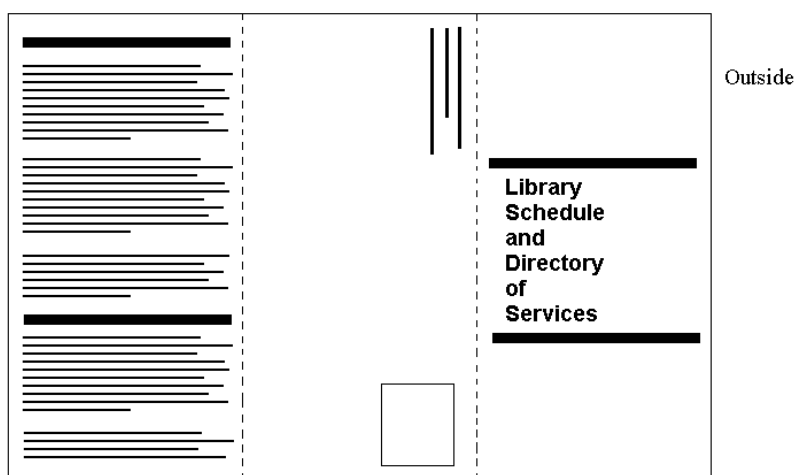 Outside
Library
Schedule
and
Directory
of
Services